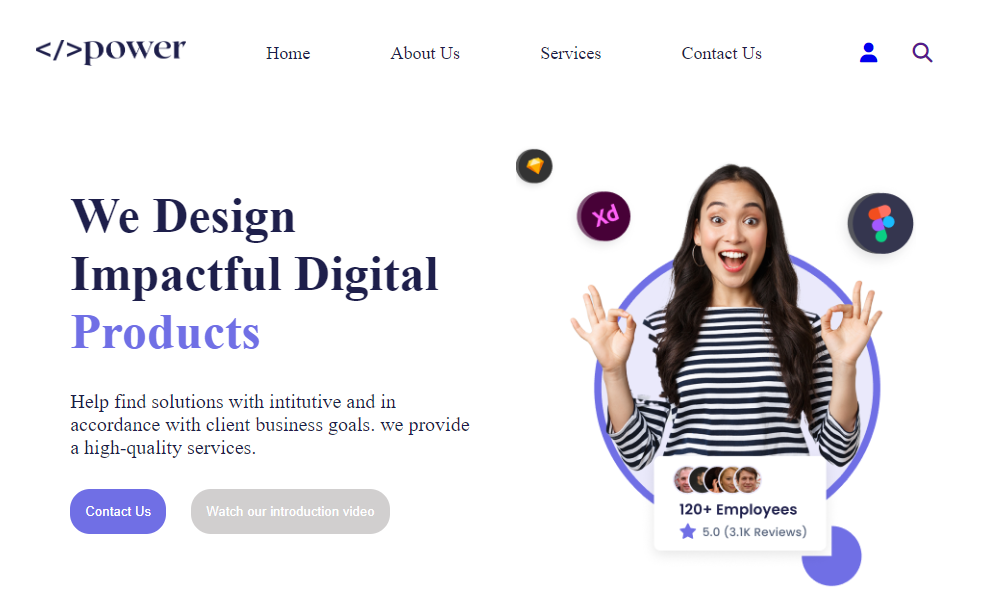 </>power
Home
About Us
Services
Contact Us
Xd
We Design
Impactful Digital
Products
Help find solutions with intitutive and in
accordance with client business goals. we provide
a high-quality services.
Contact Us
Watch our introduction video
120+ Employees
5.0 (3.1K Reviews)